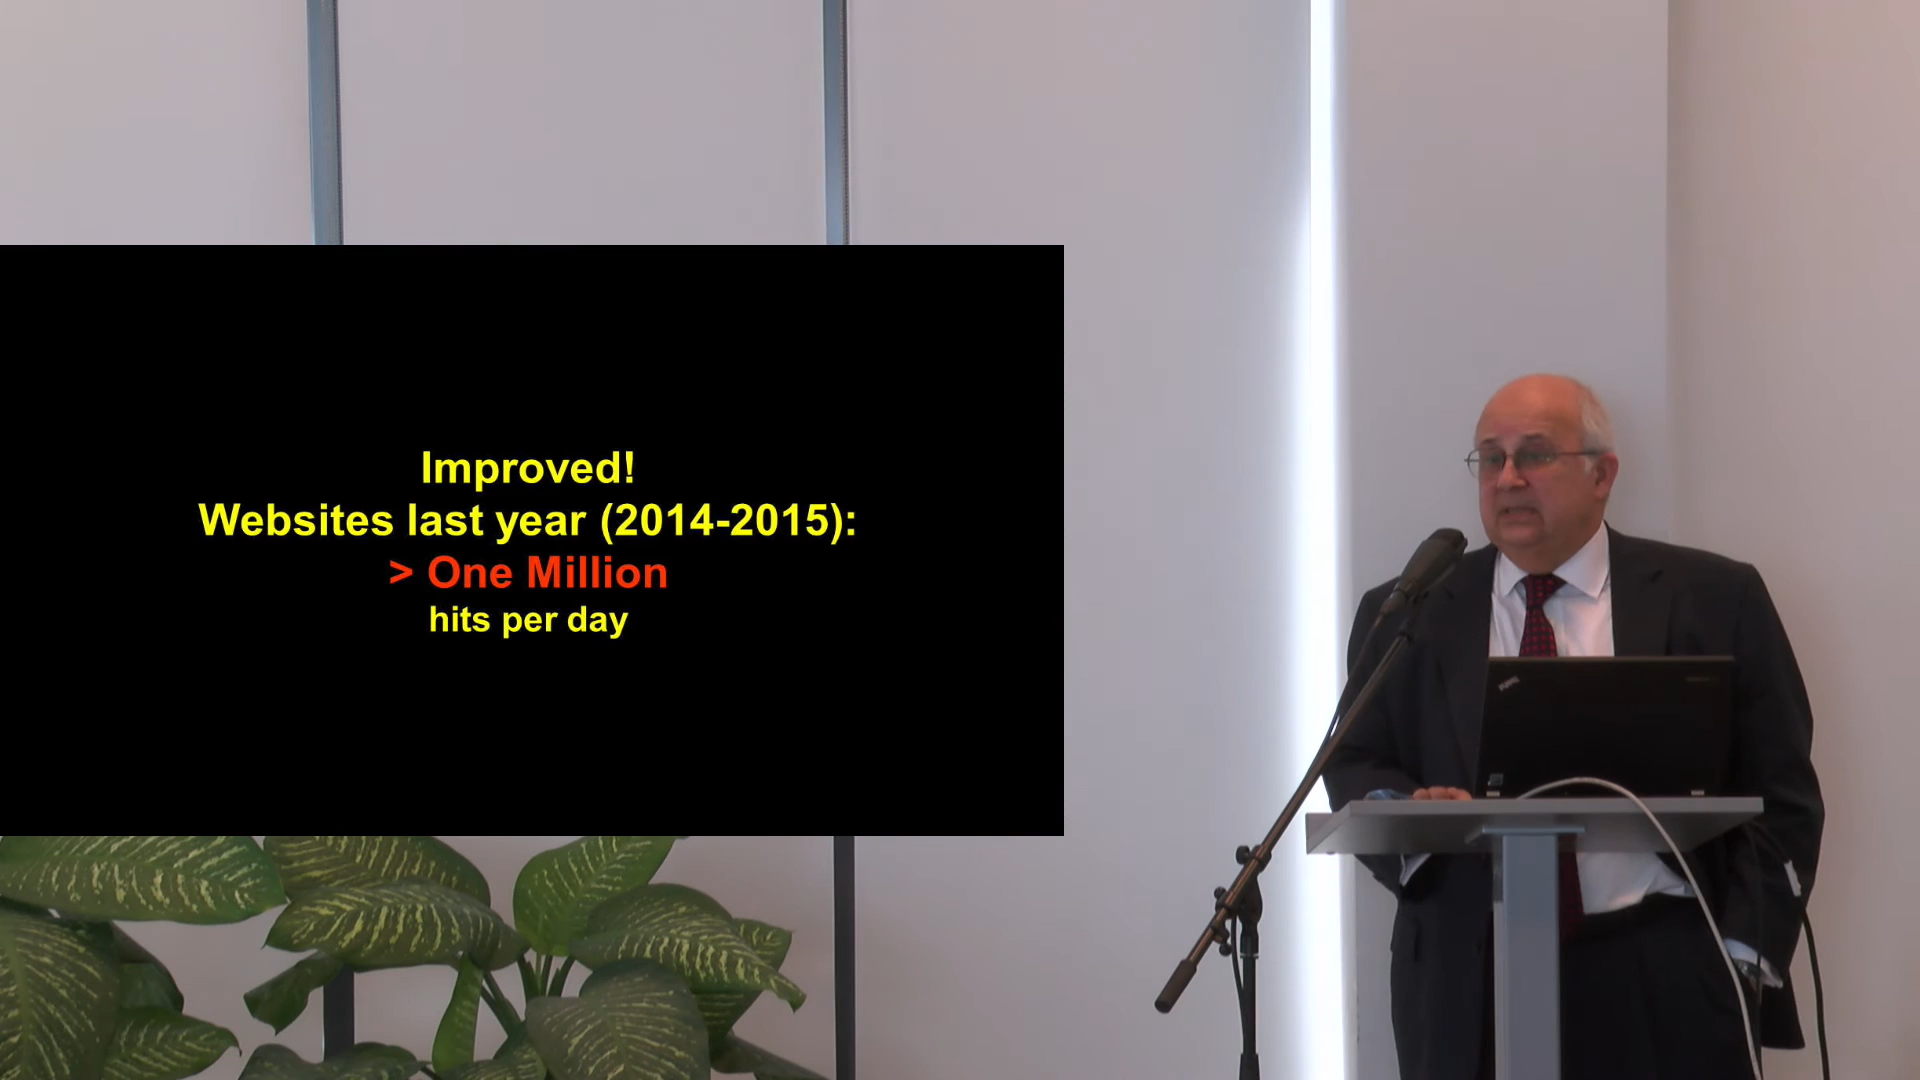 Improved!
Websites last year (2014-2015):
> One Million
hits per day